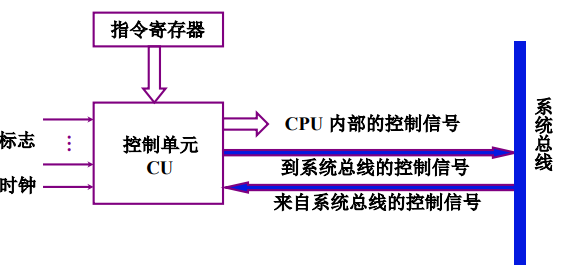 指令寄存器
标志
时钟
控制单元
CU
CPU 内部的控制信号
到系统总线的控制信号
来自系统总线的控制信号
系统总线